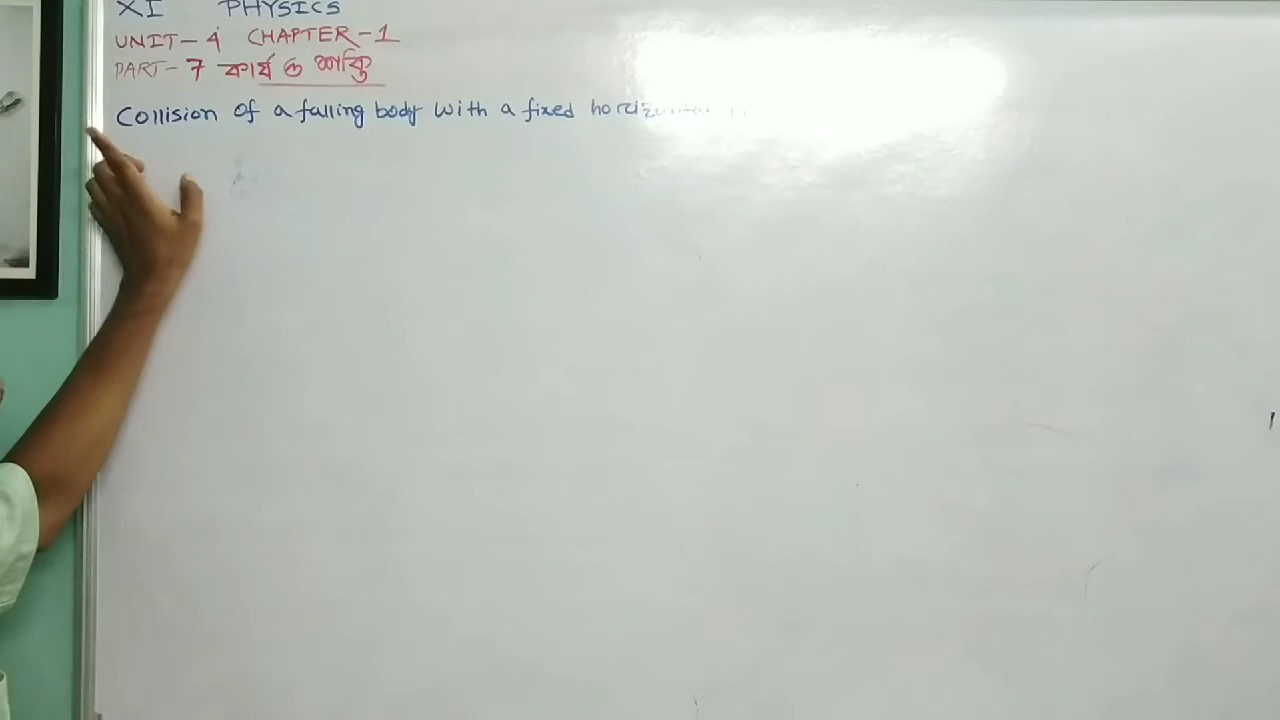 XI PHYSICS
UNIT-4 CHAPTER-1
PART-7 কার্য ও শক্তি
Collision of a falling body with a fixed